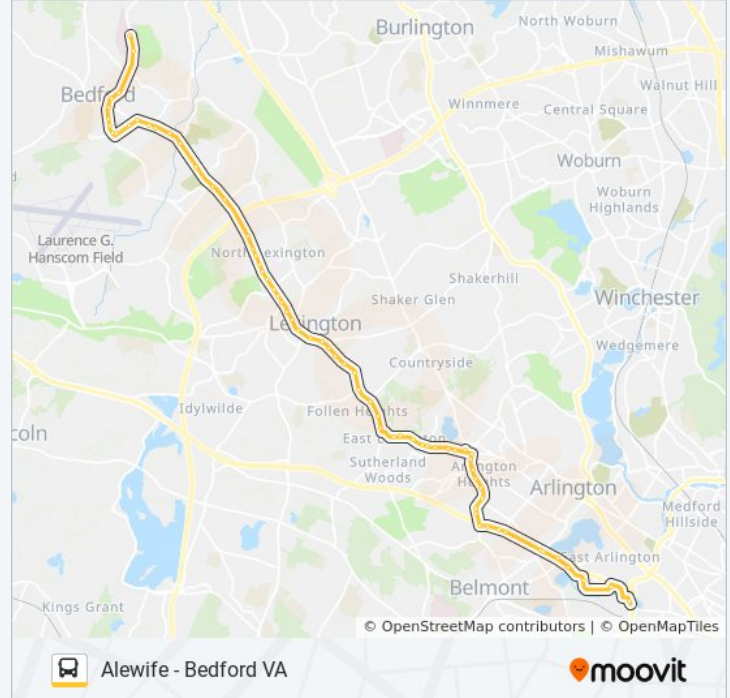 Burlington
North Woburn
Mishawum
Walnut Hill
Bedford
Winnmere
Central Square
Woburn
Woburn
Highlands
Laurence G.
Hanscom Field
North Lexington
Shakerhill
Shaker Glen
Winchester
Lexington
Wedgemere
Countryside
Idylwilde
Follen Heights
coln
East Lexington
Sutherland
Woods
Arlington
Heights
Arlington
Medford
Hillside
East Arlington
Belmont
Kings Grant
© OpenStreetMap contributors | © OpenMapTiles
Alewife - Bedford VA
moovit